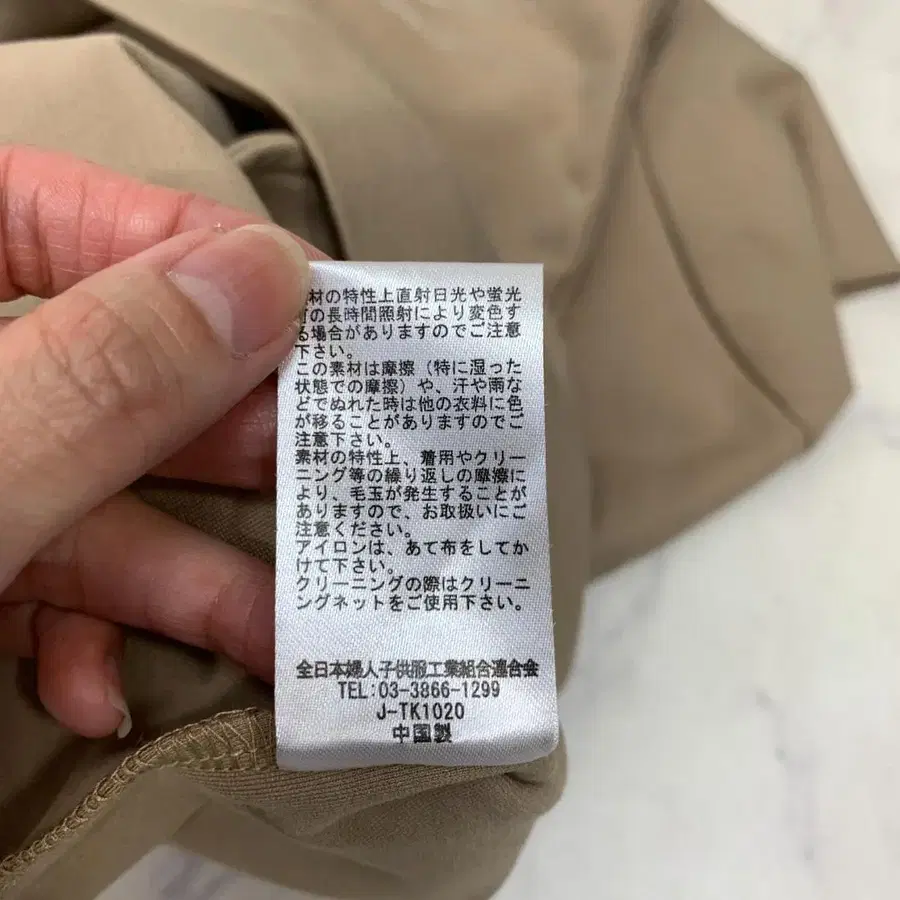 材の特性上直射日光や蛍光
の長時間照射により変色す
る場合がありますのでご注意
下さい。
この素材は摩擦（特に湿った
状態での摩擦）や、汗や雨な
どでぬれた時は他の衣料に色
が移ることがありますのでご
注意下さい。
素材の特性上、着用やクリー
ニング等の繰り返しの摩擦に
より、毛玉が発生することが
ありますので、お取扱いにご
注意ください。
アイロンは、あて布をしてか
けて下さい。
クリーニングの際はクリーニ
ングネットをご使用下さい。
全日本婦人子供服工業組合連合会
TEL:03-3866-1299
J-TK1020
中国製